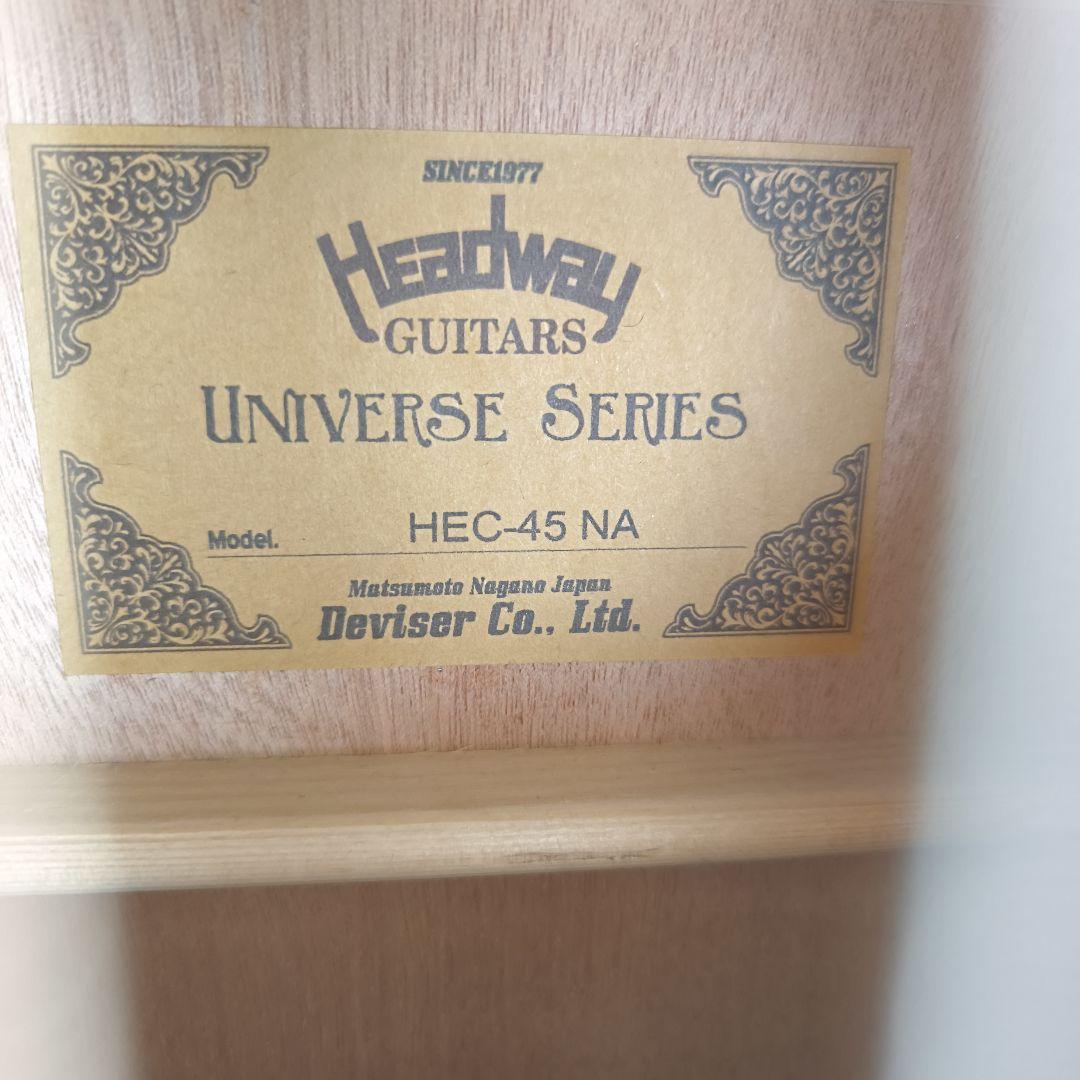 SINCE1977
Headway
GUITARS
UNIVERSE SERIES
Model. HEC-45 NA
Matsumoto Nagano Japan
Deviser Co., Ltd.